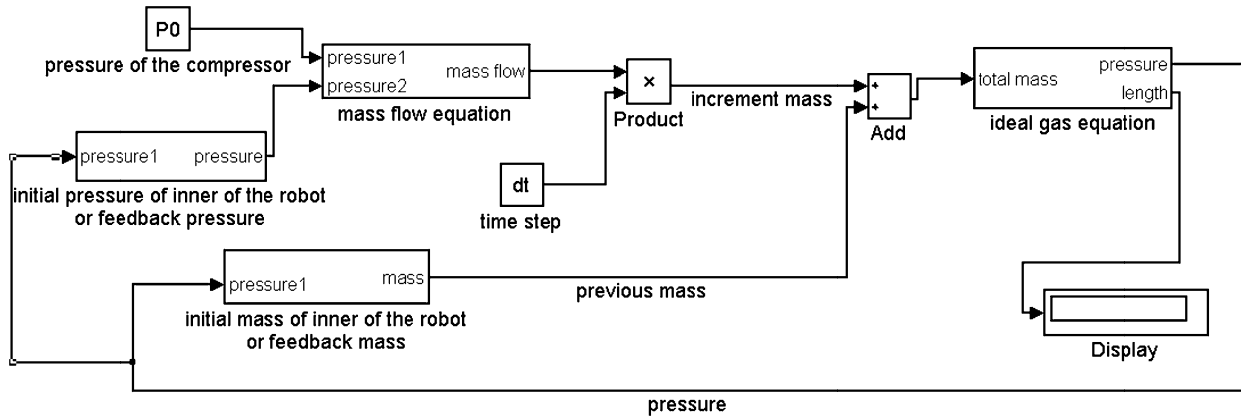 P0
pressure of the compressor
pressure1
pressure2
mass flow
mass flow equation
×
Product
increment mass
+
+
Add
total mass
pressure
length
ideal gas equation
pressure1
pressure
initial pressure of inner of the robot
or feedback pressure
dt
time step
pressure1
mass
initial mass of inner of the robot
or feedback mass
previous mass
Display
pressure